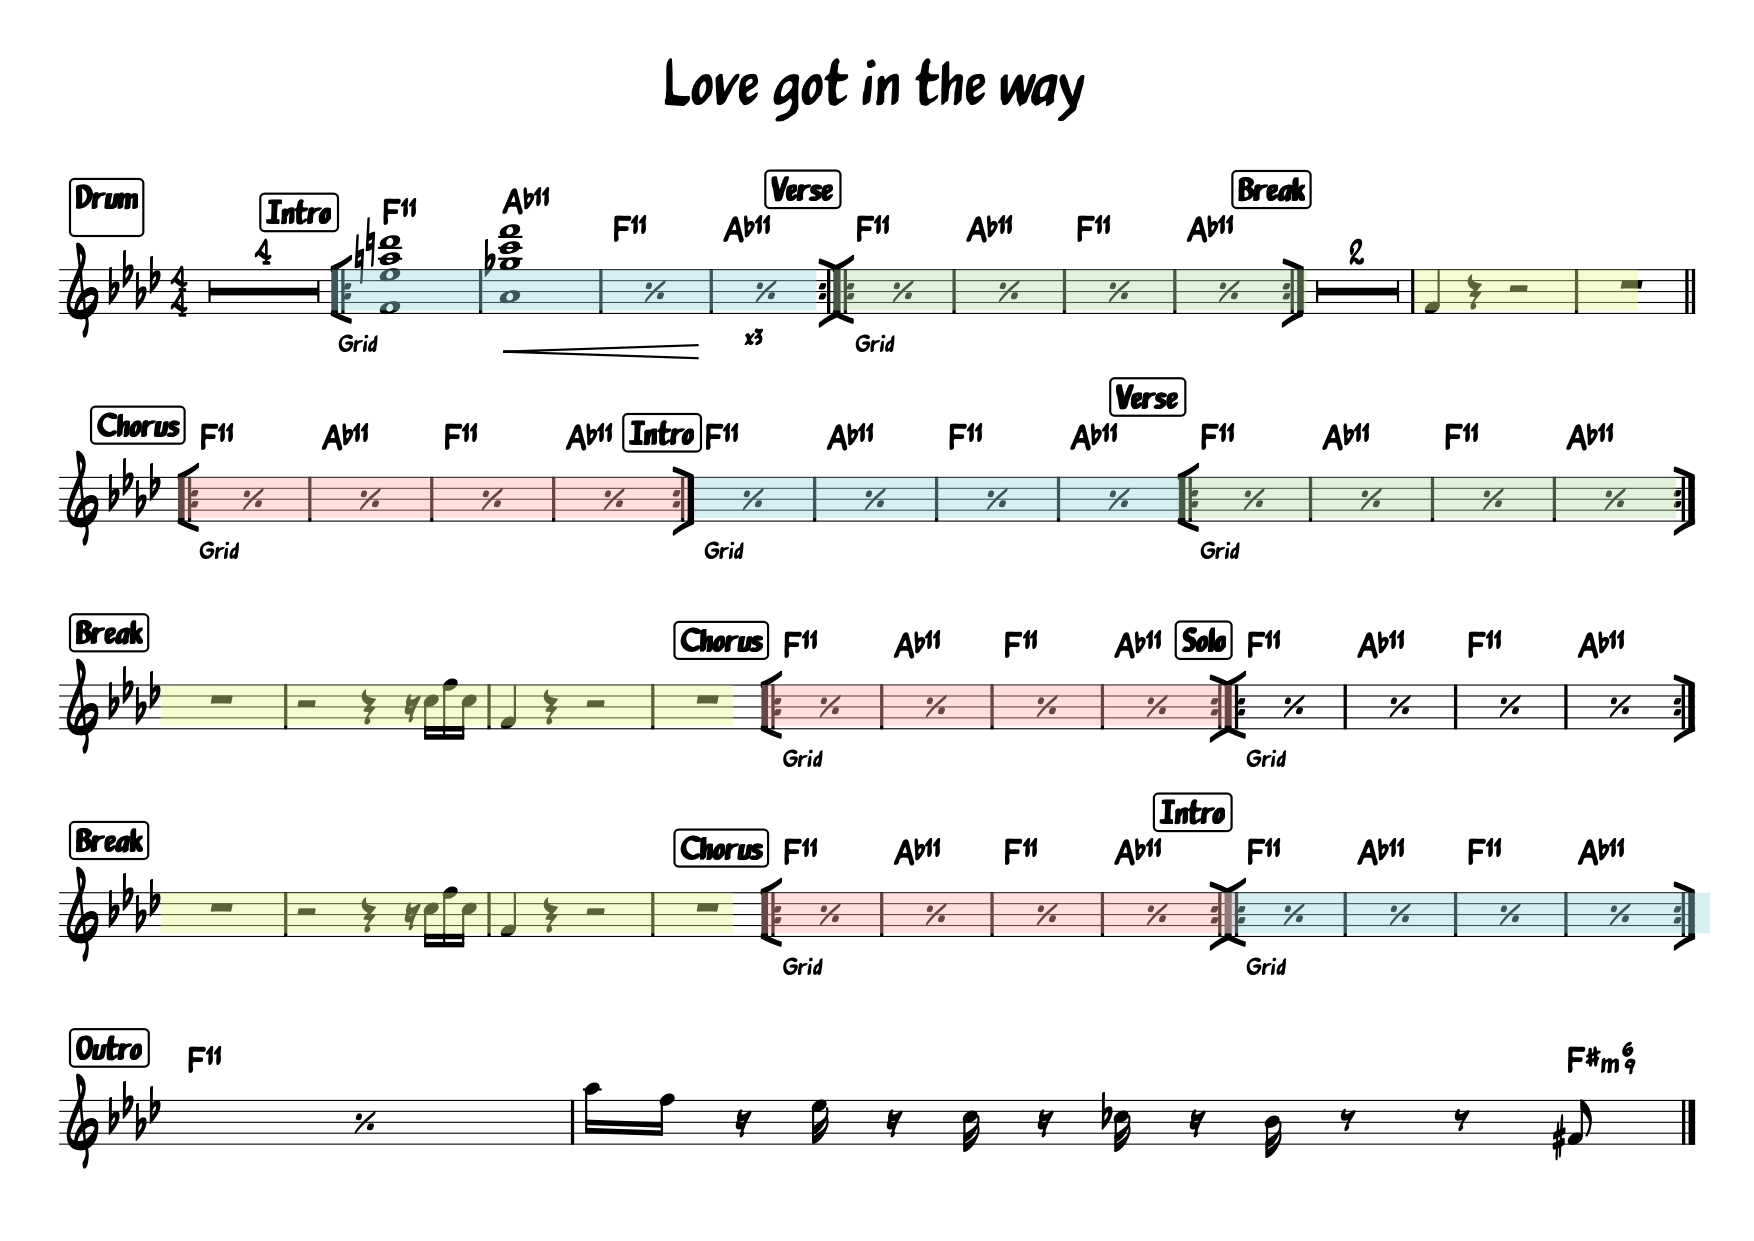 Love got in the way
Drum Intro F11 Ab11 F11 Ab11 Verse F11 Ab11 F11 Ab11 Break
4 2
4
4
Grid x3 Grid
Chorus F11 Ab11 F11 Ab11 Intro F11 Ab11 F11 Ab11 Verse F11 Ab11 F11 Ab11
Grid Grid Grid
Break Chorus F11 Ab11 F11 Ab11 Solo F11 Ab11 F11 Ab11
Grid Grid
Break Chorus F11 Ab11 F11 Ab11 Intro F11 Ab11 F11 Ab11
Grid Grid
Outro F11 F#m6 9